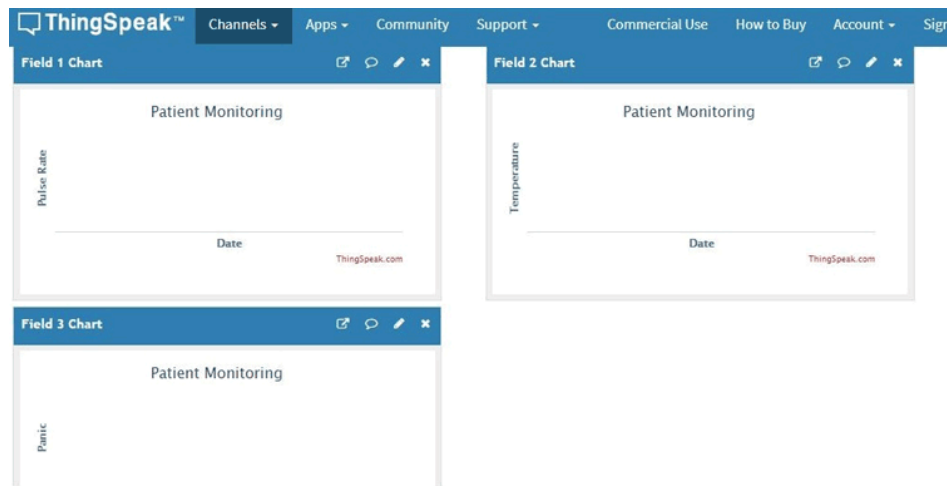 ThingSpeak™ Channels Apps Community Support Commercial Use How to Buy Account
Field 1 Chart
Patient Monitoring
Pulse Rate
Date
ThingSpeak.com
Field 2 Chart
Patient Monitoring
Temperature
Date
ThingSpeak.com
Field 3 Chart
Patient Monitoring
Panic